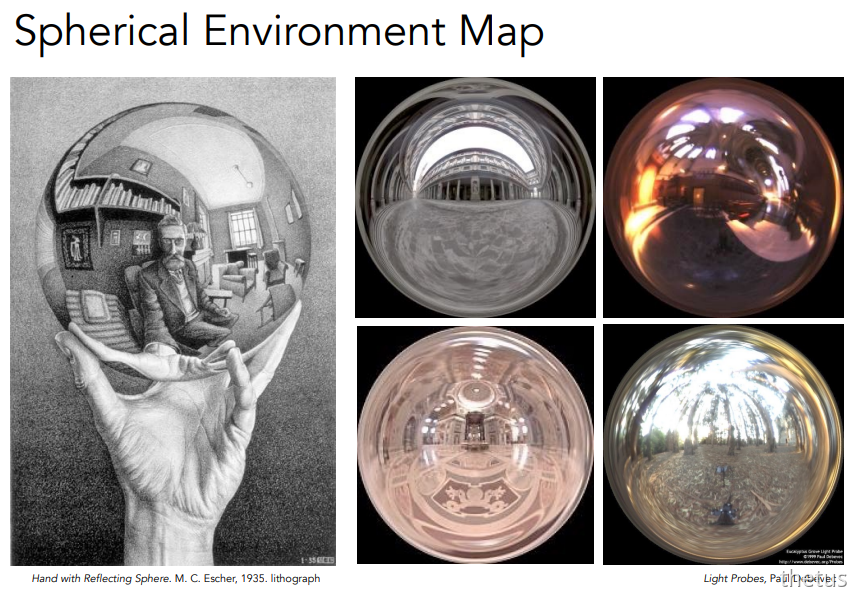 Spherical Environment Map
Eucalyptus Grove Light Probe
©1999 Paul Debevec
http://www.debevec.org/Probes
Hand with Reflecting Sphere. M. C. Escher, 1935. lithograph
Light Probes, Paul Debevec
thetus